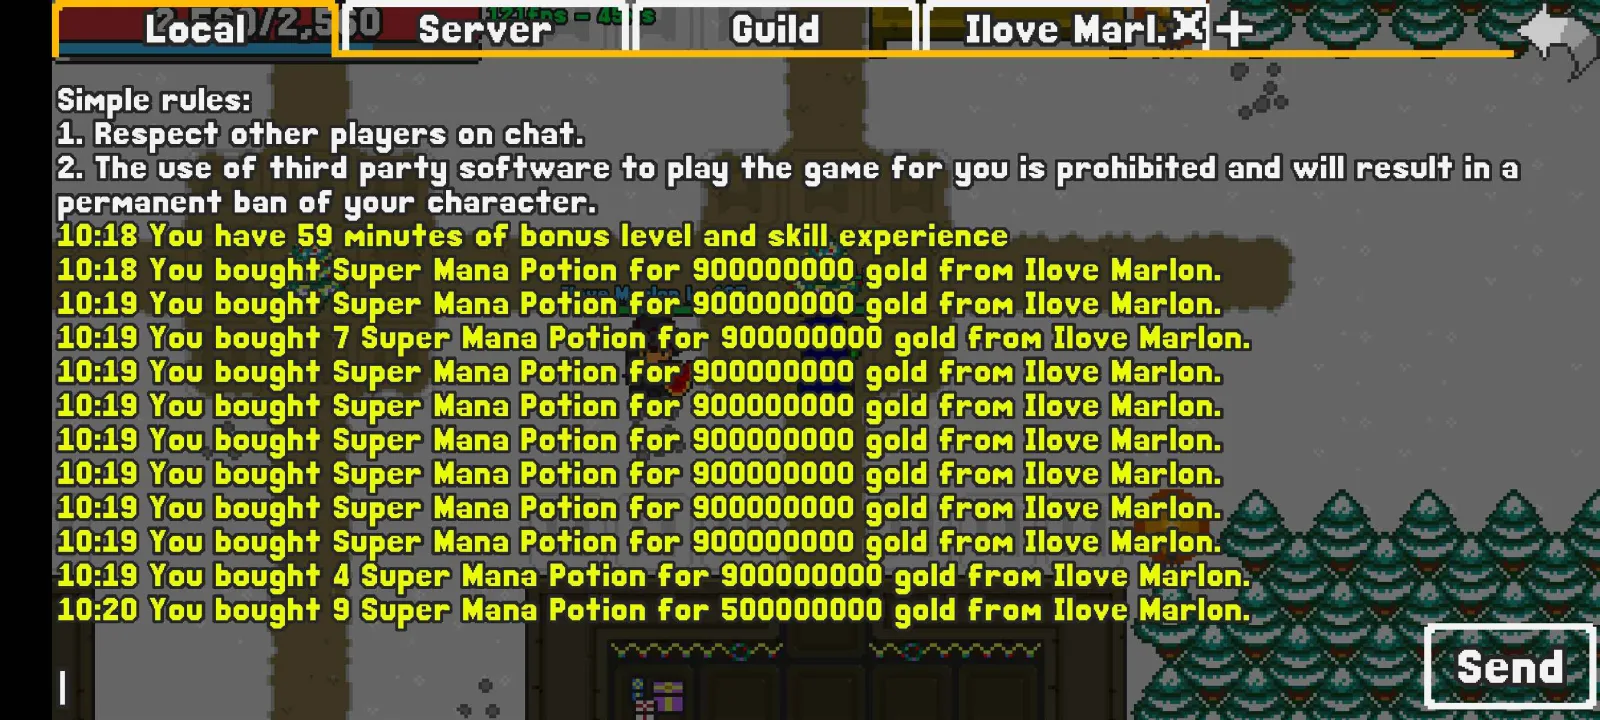 Local Server Guild Ilove Marl. X +
Simple rules:
1. Respect other players on chat.
2. The use of third party software to play the game for you is prohibited and will result in a
permanent ban of your character.
10:18 You have 59 minutes of bonus level and skill experience
10:18 You bought Super Mana Potion for 900000000 gold from Ilove Marlon.
10:19 You bought Super Mana Potion for 900000000 gold from Ilove Marlon.
10:19 You bought 7 Super Mana Potion for 900000000 gold from Ilove Marlon.
10:19 You bought Super Mana Potion for 900000000 gold from Ilove Marlon.
10:19 You bought Super Mana Potion for 900000000 gold from Ilove Marlon.
10:19 You bought Super Mana Potion for 900000000 gold from Ilove Marlon.
10:19 You bought Super Mana Potion for 900000000 gold from Ilove Marlon.
10:19 You bought Super Mana Potion for 900000000 gold from Ilove Marlon.
10:19 You bought Super Mana Potion for 900000000 gold from Ilove Marlon.
10:19 You bought 4 Super Mana Potion for 900000000 gold from Ilove Marlon.
10:20 You bought 9 Super Mana Potion for 500000000 gold from Ilove Marlon.
Send